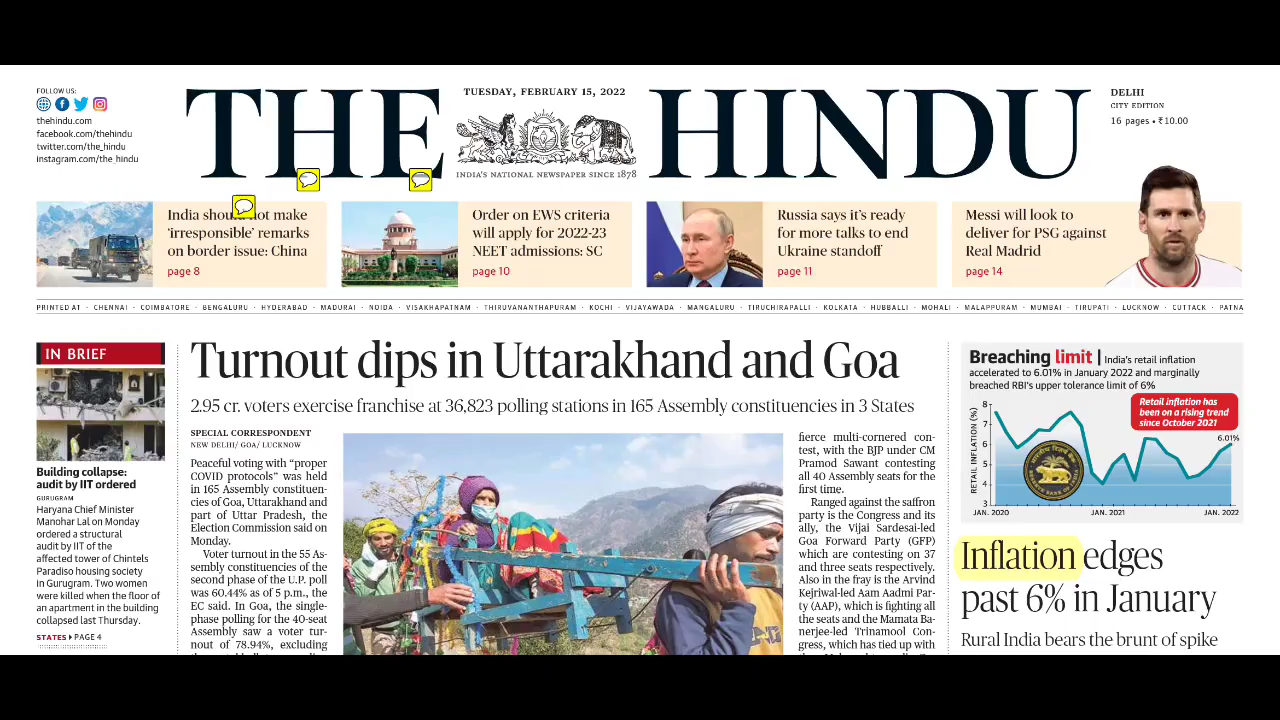 FOLLOW US:
thehindu.com
facebook.com/thehindu
twitter.com/the_hindu
instagram.com/the_hindu
THE HINDU
TUESDAY, FEBRUARY 15, 2022
INDIA'S NATIONAL NEWSPAPER SINCE 1878
DELHI
CITY EDITION
16 pages • ₹10.00
India should not make
'irresponsible' remarks
on border issue: China
page 8
Order on EWS criteria
will apply for 2022-23
NEET admissions: SC
page 10
Russia says it's ready
for more talks to end
Ukraine standoff
page 11
Messi will look to
deliver for PSG against
Real Madrid
page 14
PRINTED AT · CHENNAI · COIMBATORE · BENGALURU · HYDERABAD · MADURAI · NOIDA · VISAKHAPATNAM · THIRUVANANTHAPURAM · KOCHI · VIJAYAWADA · MANGALURU · TIRUCHIRAPALLI · KOLKATA · HUBBALLI · MOHALI · MALAPPURAM · MUMBAI · TIRUPATI · LUCKNOW · CUTTACK · PATNA
IN BRIEF
Building collapse:
audit by IIT ordered
GURUGRAM
Haryana Chief Minister
Manohar Lal on Monday
ordered a structural
audit by IIT of the
affected tower of Chintels
Paradiso housing society
in Gurugram. Two women
were killed when the floor of
an apartment in the building
collapsed last Thursday.
STATES PAGE 4
Turnout dips in Uttarakhand and Goa
2.95 cr. voters exercise franchise at 36,823 polling stations in 165 Assembly constituencies in 3 States
SPECIAL CORRESPONDENT
NEW DELHI/ GOA/ LUCKNOW
Peaceful voting with "proper
COVID protocols" was held
in 165 Assembly constituen-
cies of Goa, Uttarakhand and
part of Uttar Pradesh, the
Election Commission said on
Monday.
Voter turnout in the 55 As-
sembly constituencies of the
second phase of the U.P. poll
was 60.44% as of 5 p.m., the
EC said. In Goa, the single-
phase polling for the 40-seat
Assembly saw a voter tur-
nout of 78.94%, excluding
fierce multi-cornered con-
test, with the BJP under CM
Pramod Sawant contesting
all 40 Assembly seats for the
first time.
Ranged against the saffron
party is the Congress and its
ally, the Vijai Sardesai-led
Goa Forward Party (GFP)
which are contesting on 37
and three seats respectively.
Also in the fray is the Arvind
Kejriwal-led Aam Aadmi Par-
ty (AAP), which is fighting all
the seats and the Mamata Ba-
nerjee-led Trinamool Con-
gress, which has tied up with
Breaching limit | India's retail inflation
accelerated to 6.01% in January 2022 and marginally
breached RBI's upper tolerance limit of 6%
Retail inflation has
been on a rising trend
since October 2021
RETAIL INFLATION (%)
8
7
6
5
4
3
6.01%
JAN. 2020
JAN. 2021
JAN. 2022
Inflation edges
past 6% in January
Rural India bears the brunt of spike